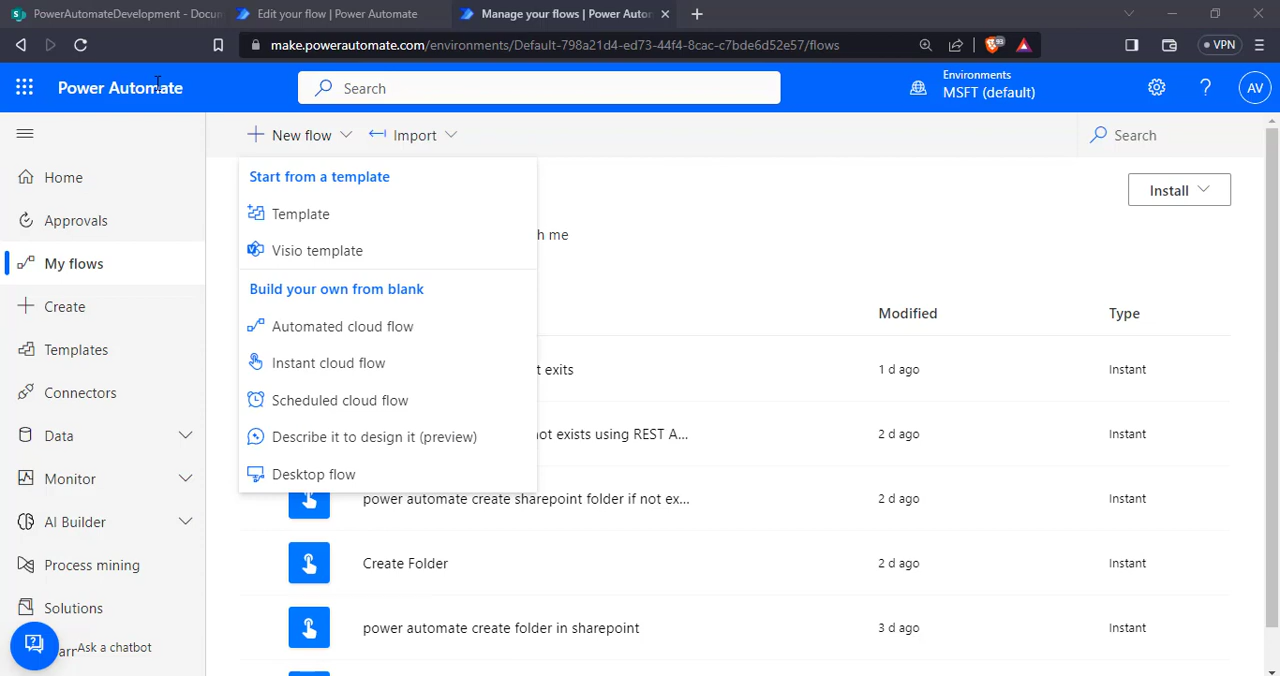 PowerAutomateDevelopment - Docun
Edit your flow | Power Automate
Manage your flows | Power Autom
make.powerautomate.com/environments/Default-798a21d4-ed73-44f4-8cac-c7bde6d52e57/flows
VPN
Power Automate
Search
Environments
MSFT (default)
AV
New flow
Import
Search
Home
Approvals
My flows
Create
Templates
Connectors
Data
Monitor
AI Builder
Process mining
Solutions
Ask a chatbot
Start from a template
Template
Visio template
Build your own from blank
Automated cloud flow
Instant cloud flow
Scheduled cloud flow
Describe it to design it (preview)
Desktop flow
Install
h me
Modified
Type
t exits
1 d ago
Instant
ot exists using REST A...
2 d ago
Instant
power automate create sharepoint folder if not ex...
2 d ago
Instant
Create Folder
2 d ago
Instant
power automate create folder in sharepoint
3 d ago
Instant